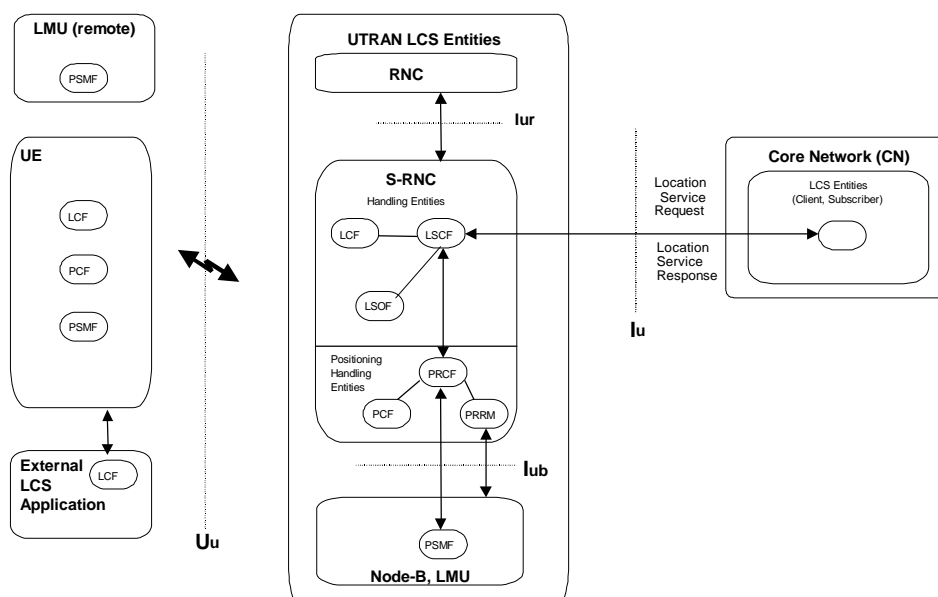 LMU (remote)
PSMF
UE
LCF
PCF
PSMF
External
LCS
Application
LCF
Uu
UTRAN LCS Entities
RNC
Iur
S-RNC
Handling Entities
LCF
LSCF
LSOF
Positioning
Handling
Entities
PRCF
PCF
PRRM
Iub
PSMF
Node-B, LMU
Location
Service
Request
Location
Service
Response
Iu
Core Network (CN)
LCS Entities
(Client, Subscriber)